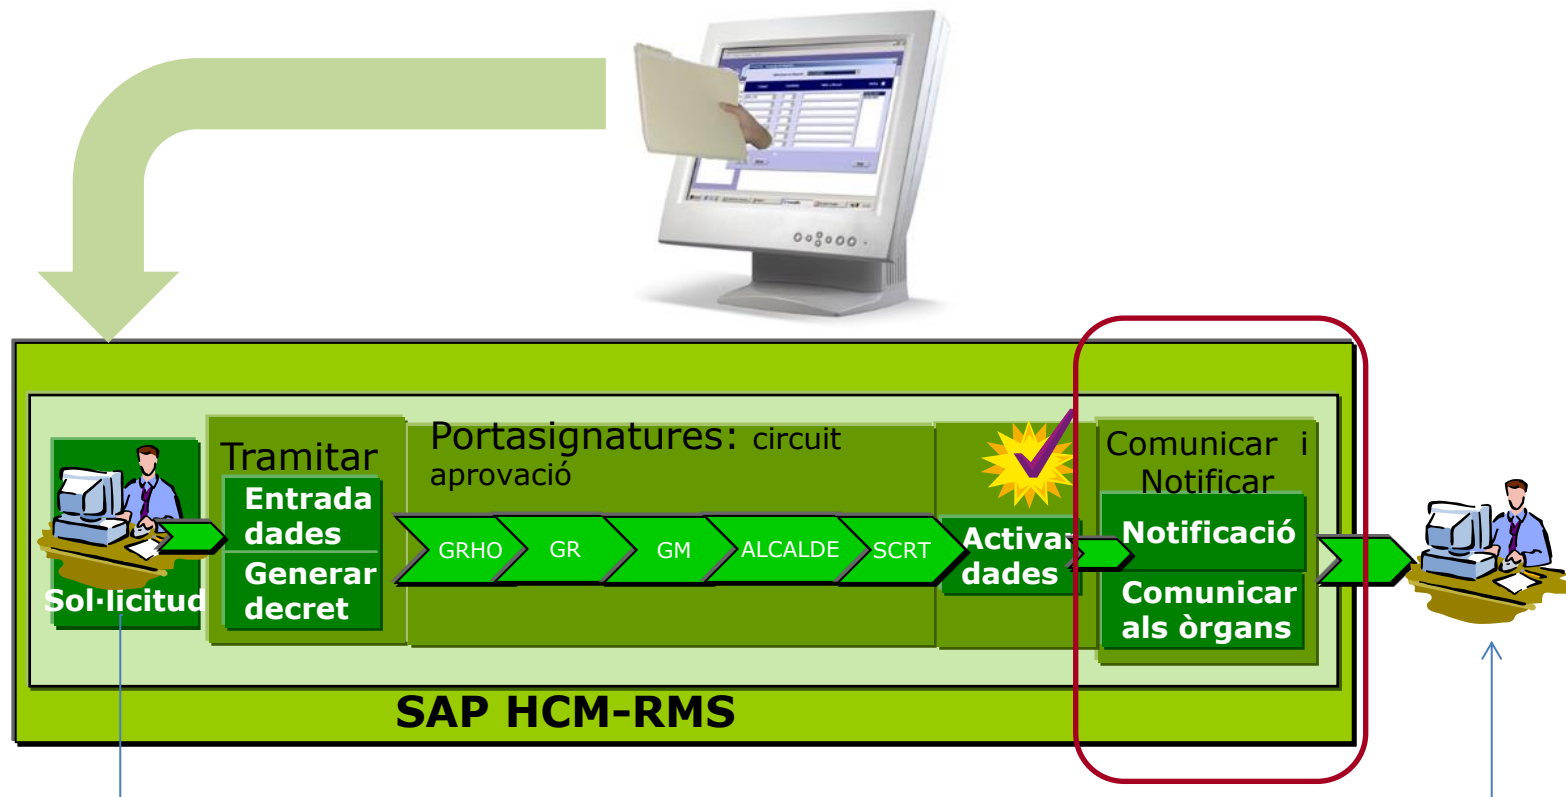 Tramitar
Portasignatures: circuit
aprovació
Comunicar i
Notificar
Entrada
dades
Generar
decret
Sol·licitud
GRHO
GR
GM
ALCALDE
SCRT
Activar
dades
Notificació
Comunicar
als òrgans
SAP HCM-RMS